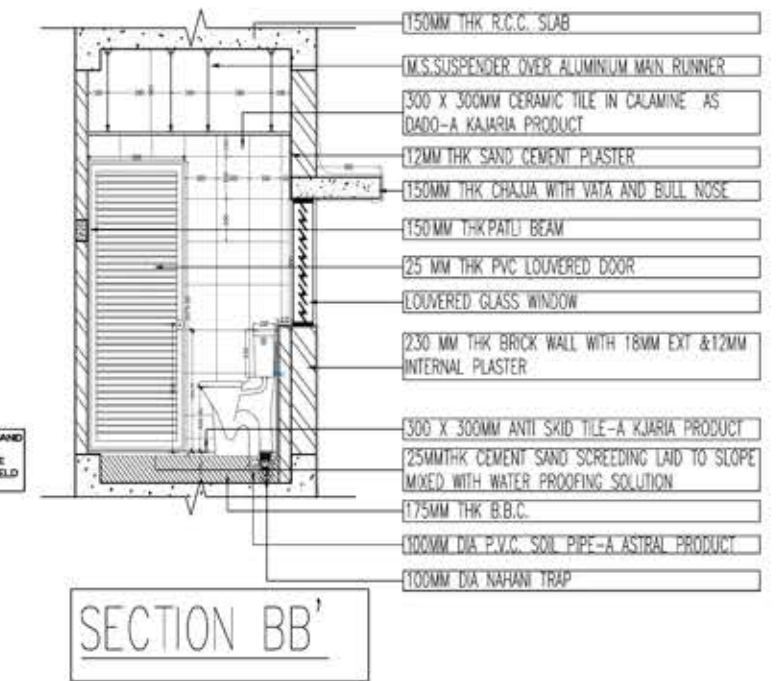 150MM THK R.C.C. SLAB
M.S.SUSPENDER OVER ALUMINIUM MAIN RUNNER
300 X 300MM CERAMIC TILE IN CALAMINE AS
DADO-A KAJARIA PRODUCT
12MM THK SAND CEMENT PLASTER
150MM THK CHAJJA WITH VATA AND BULL NOSE
150MM THK PATLI BEAM
25 MM THK PVC LOUVERED DOOR
LOUVERED GLASS WINDOW
230 MM THK BRICK WALL WITH 18MM EXT &12MM
INTERNAL PLASTER
300 X 300MM ANTI SKID TILE-A KJARIA PRODUCT
25MMTHK CEMENT SAND SCREEDING LAID TO SLOPE
MIXED WITH WATER PROOFING SOLUTION
175MM THK B.B.C.
100MM DIA P.V.C. SOIL PIPE-A ASTRAL PRODUCT
100MM DIA NAHANI TRAP
AND
SECTION BB'